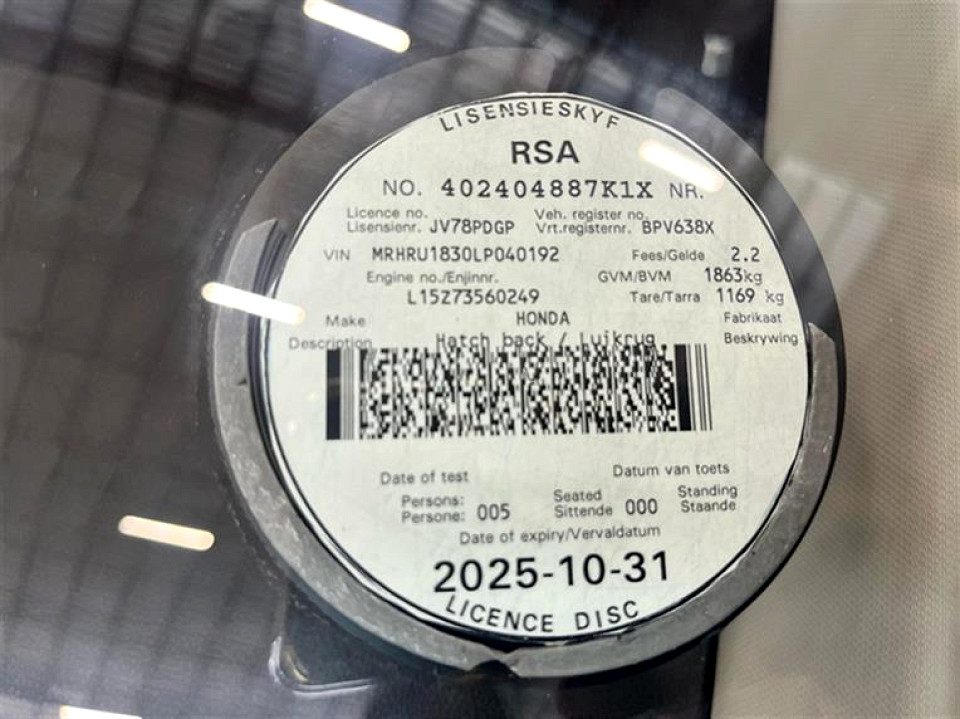 LISENSIESKYF
RSA
NO. 402404887K1X NR.
Licence no. Veh. register no.
Lisensienr. JV78PDGP Vrt.registernr. BPV638X
VIN MRHRU1830LP040192 Fees/Gelde 2.2
Engine no./Enjinnr. GVM/BVM 1863kg
L15Z73560249 Tare/Tarra 1169 kg
Make HONDA Fabrikaat
Description Hatch back / Luikrug Beskrywing
Date of test Datum van toets
Persons: Seated Standing
Persone: 005 Sittende 000 Staande
Date of expiry/Vervaldatum
2025-10-31
LICENCE DISC